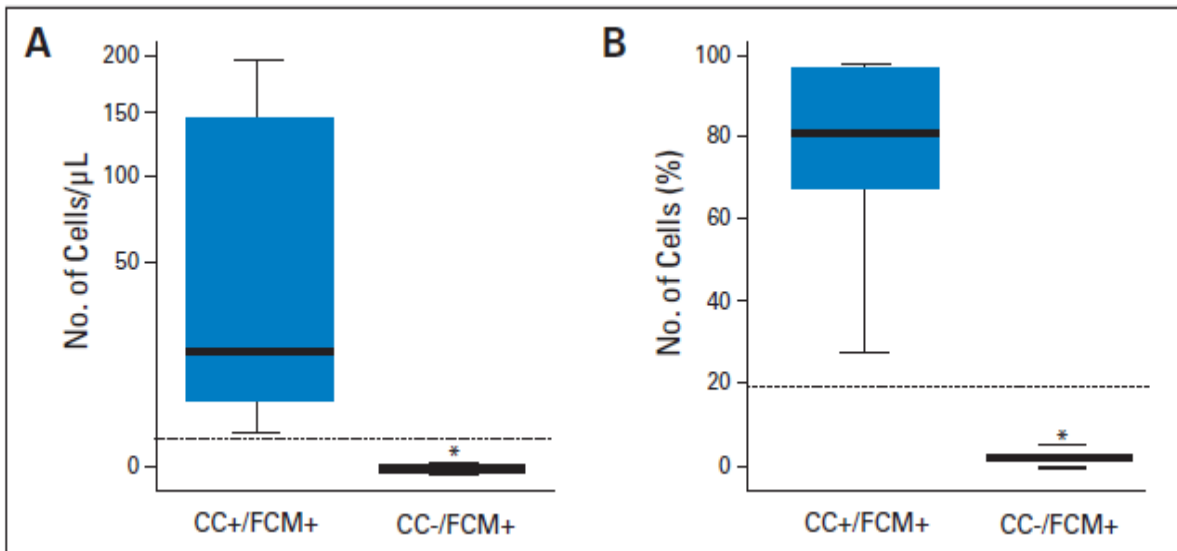 A
No. of Cells/μL
200
150
100
50
0
*
CC+/FCM+
CC-/FCM+
B
No. of Cells (%)
100
80
60
40
20
0
*
CC+/FCM+
CC-/FCM+